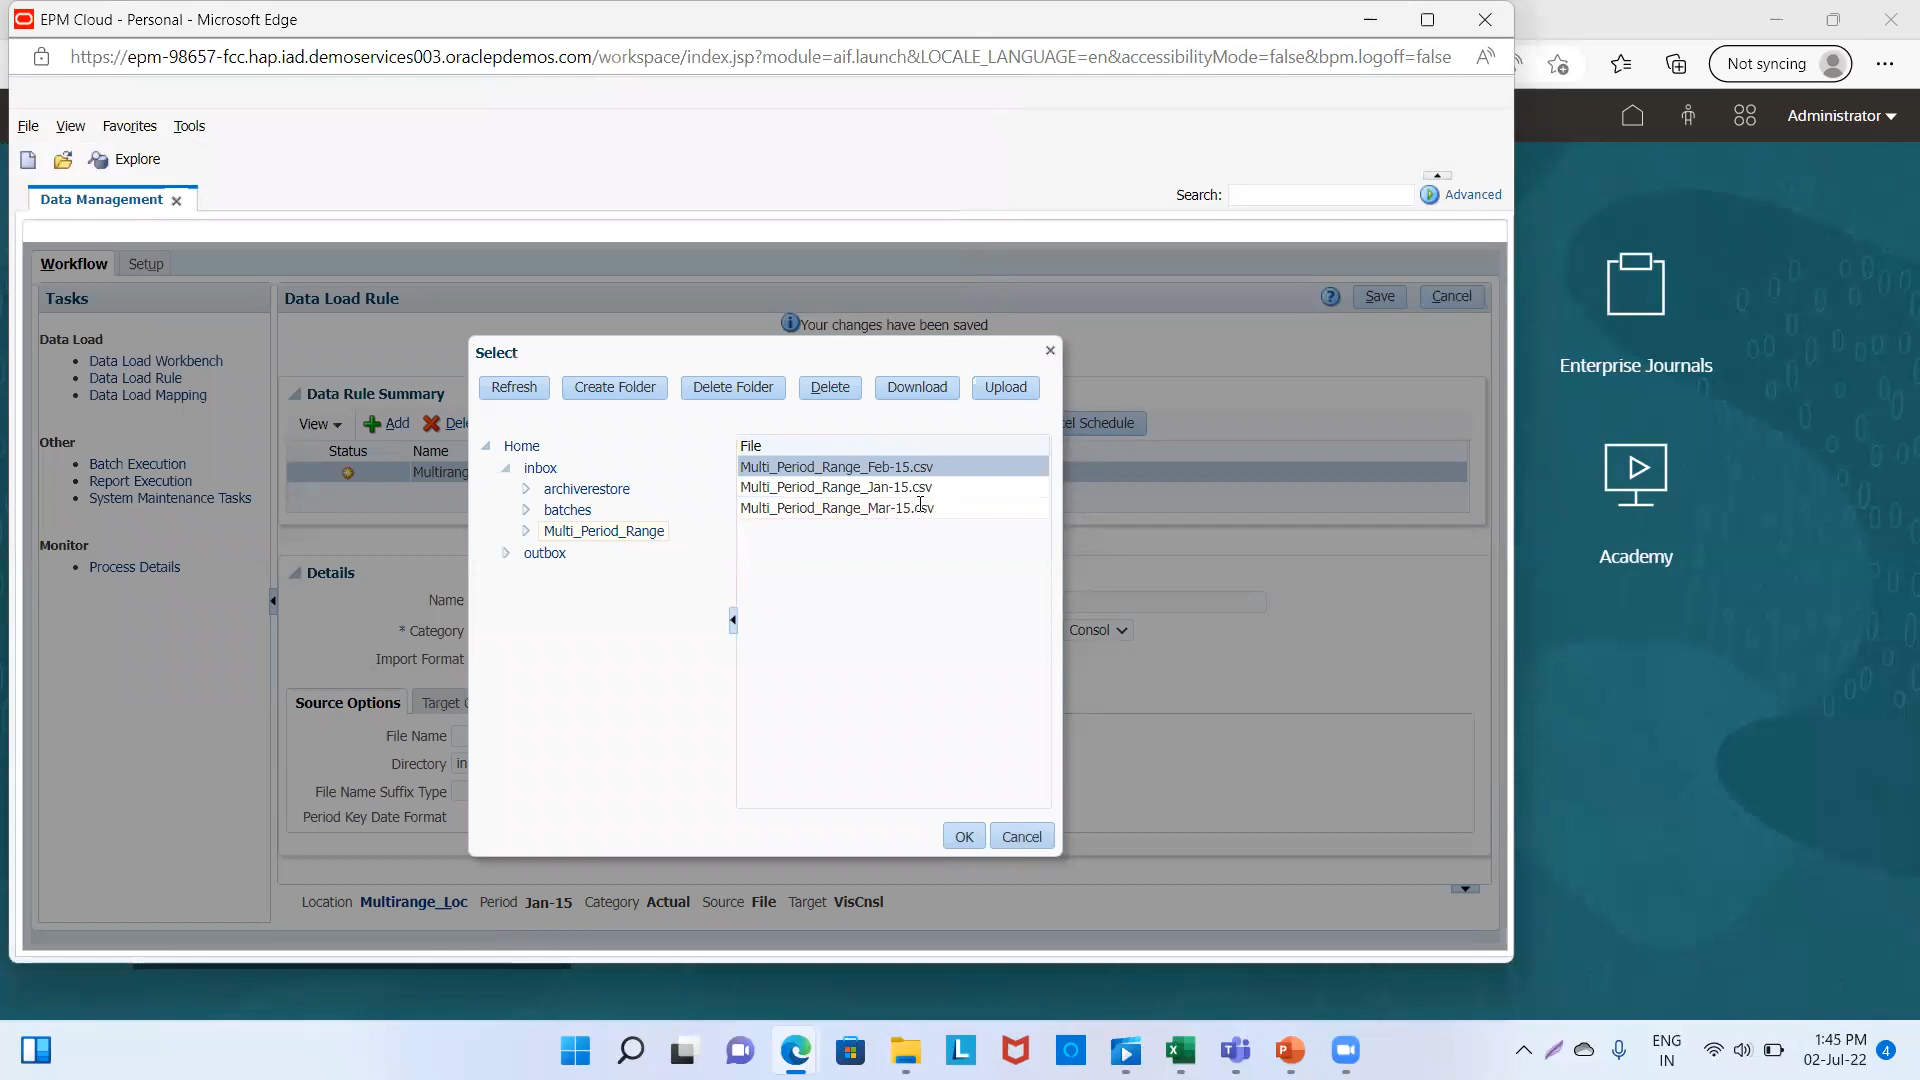 EPM Cloud - Personal - Microsoft Edge
https://epm-98657-fcc.hap.iad.demoservices003.oraclepdemos.com/workspace/index.jsp?module=aif.launch&LOCALE_LANGUAGE=en&accessibilityMode=false&bpm.logoff=false
Not syncing
Administrator
File View Favorites Tools
Explore
Data Management
Search: Advanced
Workflow Setup
Tasks
Data Load Rule
Save Cancel
Your changes have been saved
Data Load
Data Load Workbench
Data Load Rule
Data Load Mapping
Other
Batch Execution
Report Execution
System Maintenance Tasks
Monitor
Process Details
Data Rule Summary
View Add Dele
el Schedule
Status Name
Multirang
Details
Name
* Category
Consol
Import Format
Source Options Target O
File Name
Directory in
File Name Suffix Type
Period Key Date Format
Select
Refresh Create Folder Delete Folder Delete Download Upload
Home
inbox
archiverestore
batches
Multi_Period_Range
outbox
File
Multi_Period_Range_Feb-15.csv
Multi_Period_Range_Jan-15.csv
Multi_Period_Range_Mar-15.csv
OK Cancel
Location Multirange_Loc Period Jan-15 Category Actual Source File Target VisCnsl
Enterprise Journals
Academy
ENG
IN
1:45 PM
02-Jul-22
4